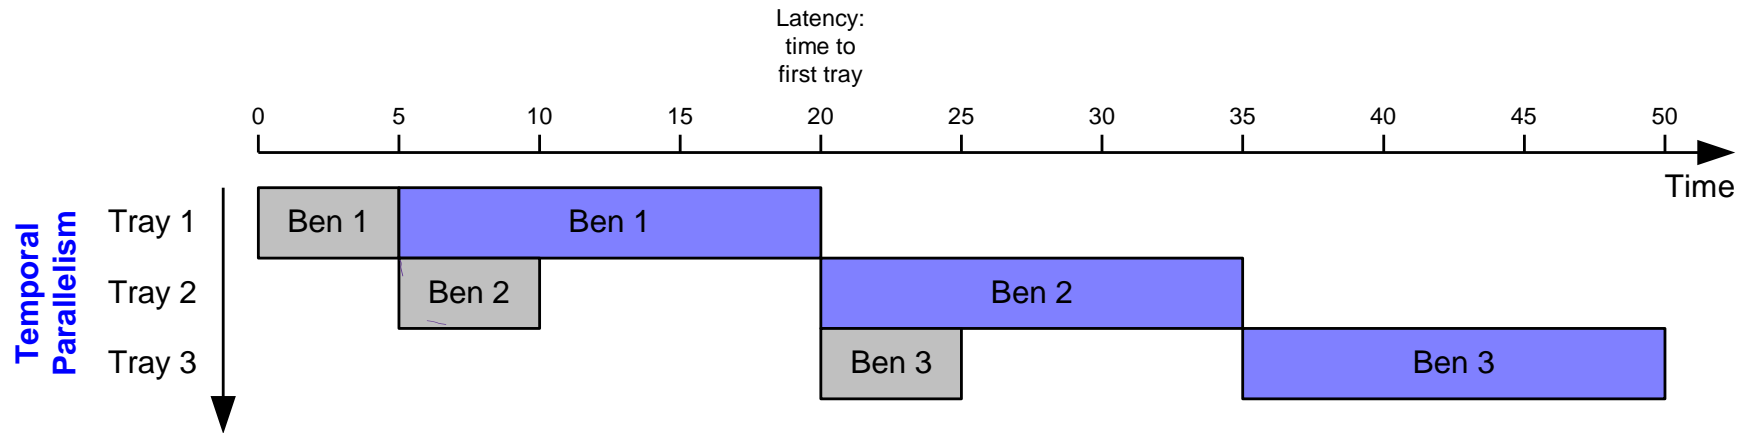 Latency:
time to
first tray
0 5 10 15 20 25 30 35 40 45 50
Time
Temporal
Parallelism
Tray 1 Ben 1 Ben 1
Tray 2 Ben 2 Ben 2
Tray 3 Ben 3 Ben 3